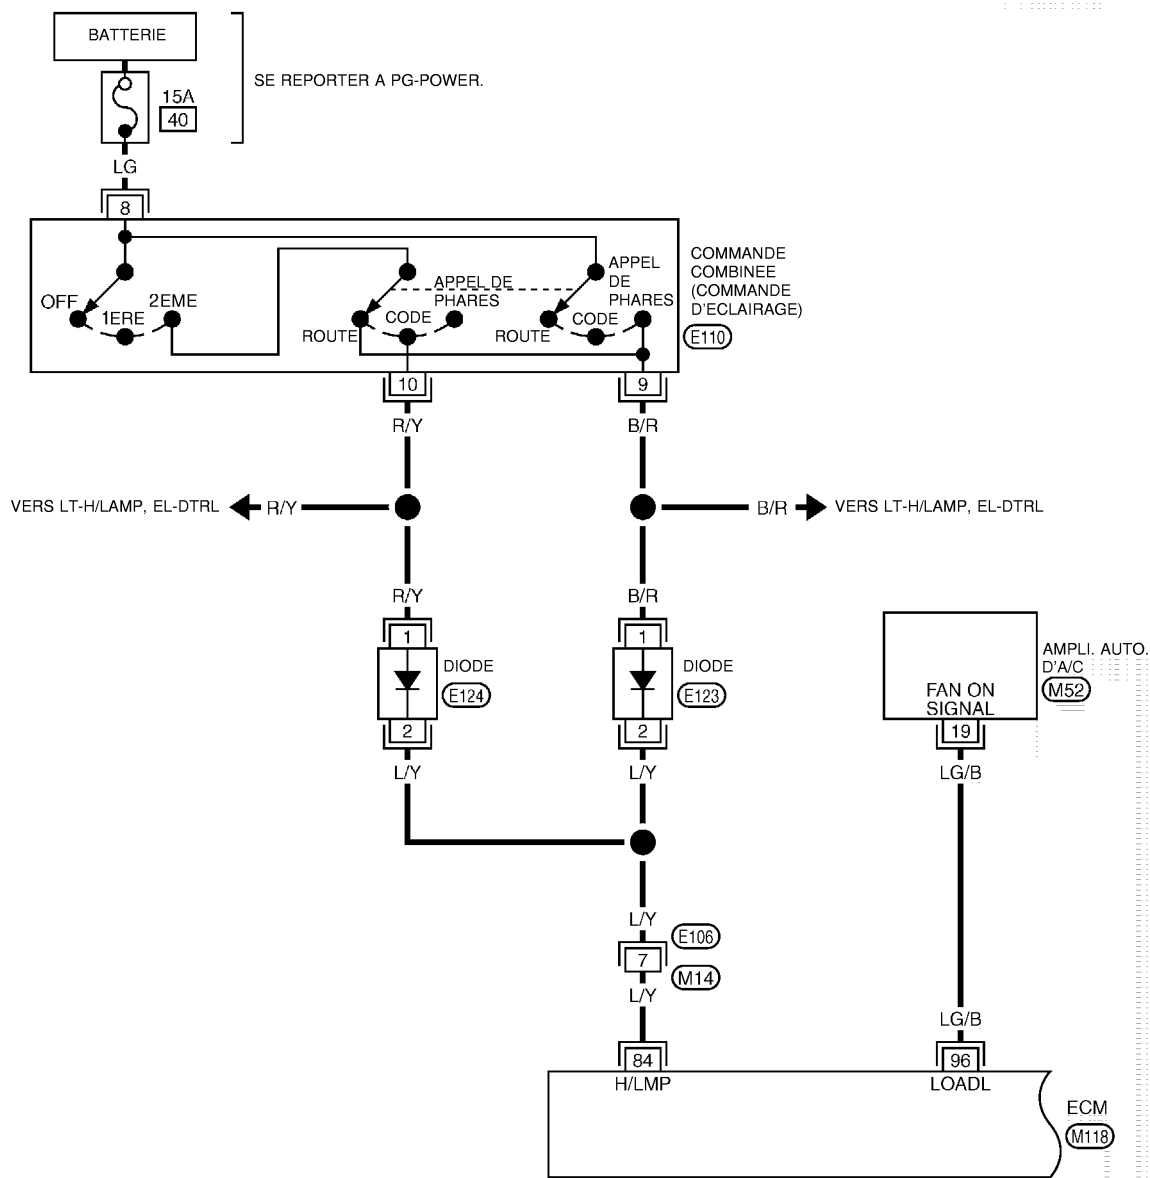 BATTERIE
SE REPORTER A PG-POWER.
15A
40
LG
8
COMMANDE
COMBINEE
(COMMANDE
D'ECLAIRAGE)
E110
OFF
1ERE
2EME
APPEL DE
PHARES
CODE
ROUTE
APPEL
DE
PHARES
CODE
ROUTE
10
9
R/Y
B/R
VERS LT-H/LAMP, EL-DTRL
R/Y
B/R
VERS LT-H/LAMP, EL-DTRL
R/Y
B/R
1
1
DIODE
E124
DIODE
E123
2
2
L/Y
L/Y
AMPLI. AUTO.
D'A/C
M52
FAN ON
SIGNAL
19
LG/B
L/Y
E106
7
M14
L/Y
LG/B
84
96
H/LMP
LOADL
ECM
M118